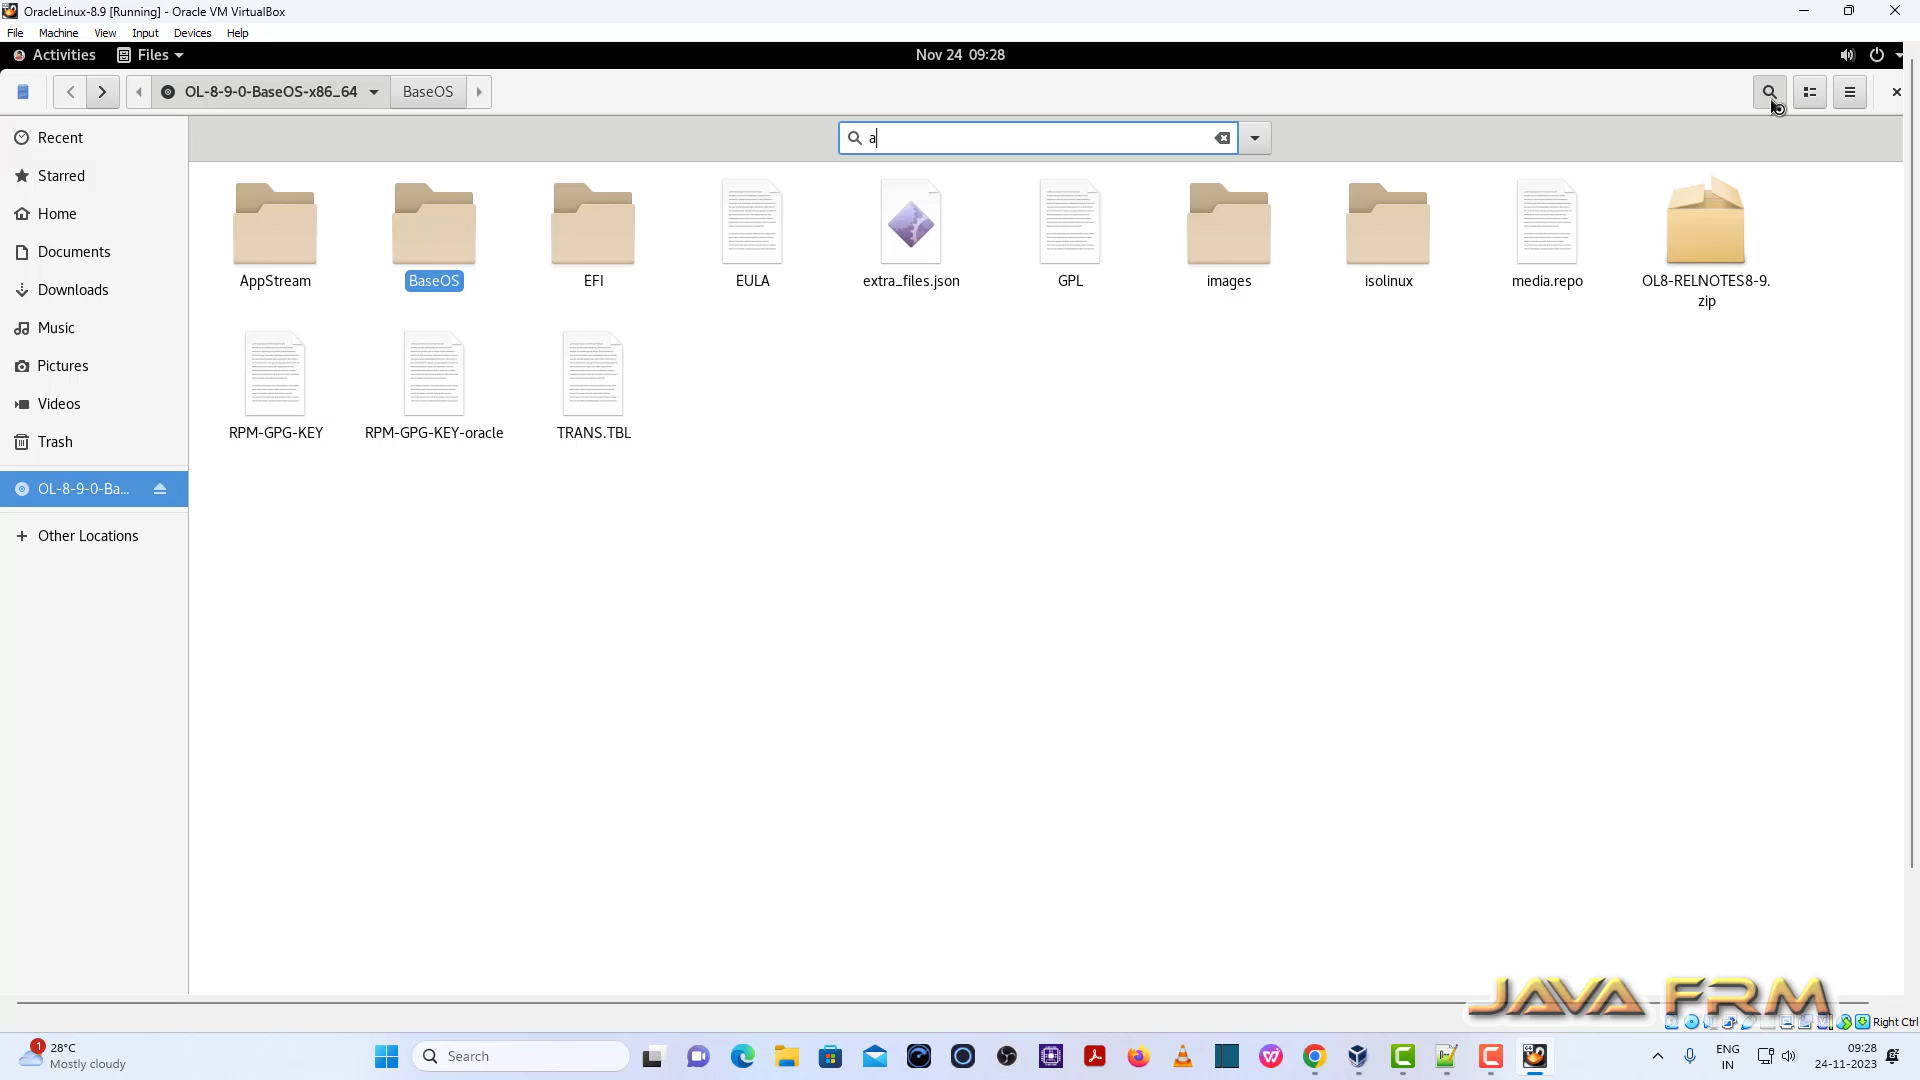 OracleLinux-8.9 [Running] - Oracle VM VirtualBox
File Machine View Input Devices Help
Activities Files Nov 24 09:28
OL-8-9-0-BaseOS-x86_64 BaseOS
a
Recent
Starred
Home
Documents
Downloads
Music
Pictures
Videos
Trash
OL-8-9-0-Ba...
Other Locations
AppStream BaseOS EFI EULA extra_files.json GPL images isolinux media.repo OL8-RELNOTES8-9.
zip
RPM-GPG-KEY RPM-GPG-KEY-oracle TRANS.TBL
JAVA FRM
Right Ctrl
1
28°C
Mostly cloudy
Search
ENG
IN
09:28
24-11-2023